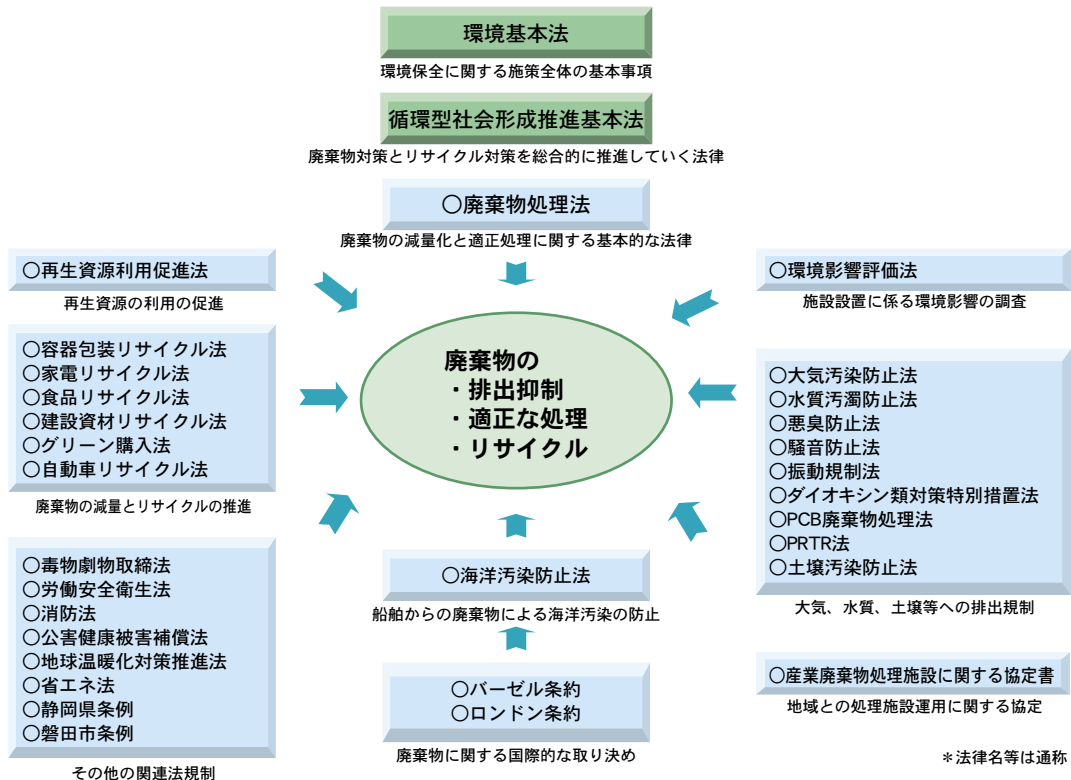 環境基本法
環境保全に関する施策全体の基本事項
循環型社会形成推進基本法
廃棄物対策とリサイクル対策を総合的に推進していく法律
○廃棄物処理法
廃棄物の減量化と適正処理に関する基本的な法律
○再生資源利用促進法
再生資源の利用の促進
○容器包装リサイクル法
○家電リサイクル法
○食品リサイクル法
○建設資材リサイクル法
○グリーン購入法
○自動車リサイクル法
廃棄物の減量とリサイクルの推進
○毒物劇物取締法
○労働安全衛生法
○消防法
○公害健康被害補償法
○地球温暖化対策推進法
○省エネ法
○静岡県条例
○磐田市条例
その他の関連法規制
廃棄物の
・排出抑制
・適正な処理
・リサイクル
○海洋汚染防止法
船舶からの廃棄物による海洋汚染の防止
○バーゼル条約
○ロンドン条約
廃棄物に関する国際的な取り決め
○環境影響評価法
施設設置に係る環境影響の調査
○大気汚染防止法
○水質汚濁防止法
○悪臭防止法
○騒音防止法
○振動規制法
○ダイオキシン類対策特別措置法
○PCB廃棄物処理法
○PRTR法
○土壌汚染防止法
大気、水質、土壌等への排出規制
○産業廃棄物処理施設に関する協定書
地域との処理施設運用に関する協定
＊法律名等は通称